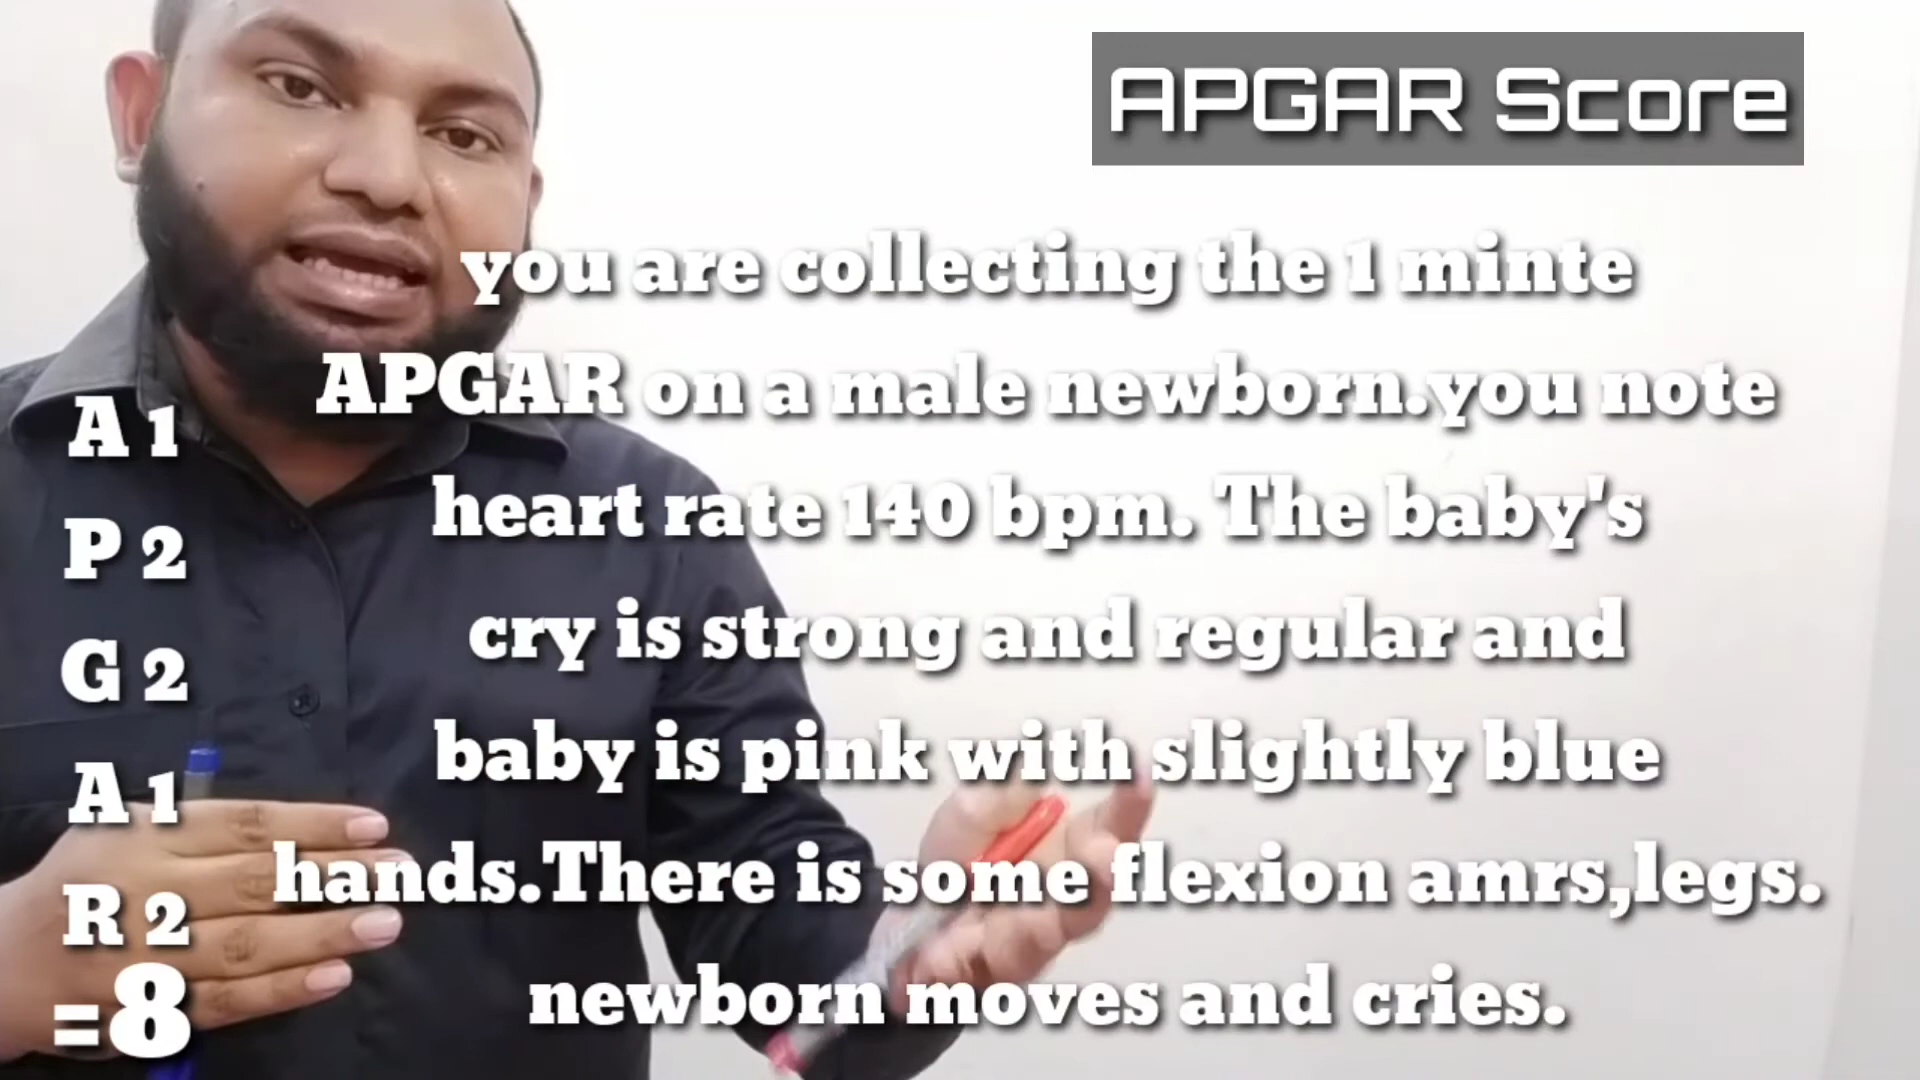 APGAR Score
you are collecting the 1 minte
APGAR on a male newborn.you note
heart rate 140 bpm. The baby's
cry is strong and regular and
baby is pink with slightly blue
hands.There is some flexion amrs,legs.
newborn moves and cries.
A 1
P 2
G 2
A 1
R 2
=8